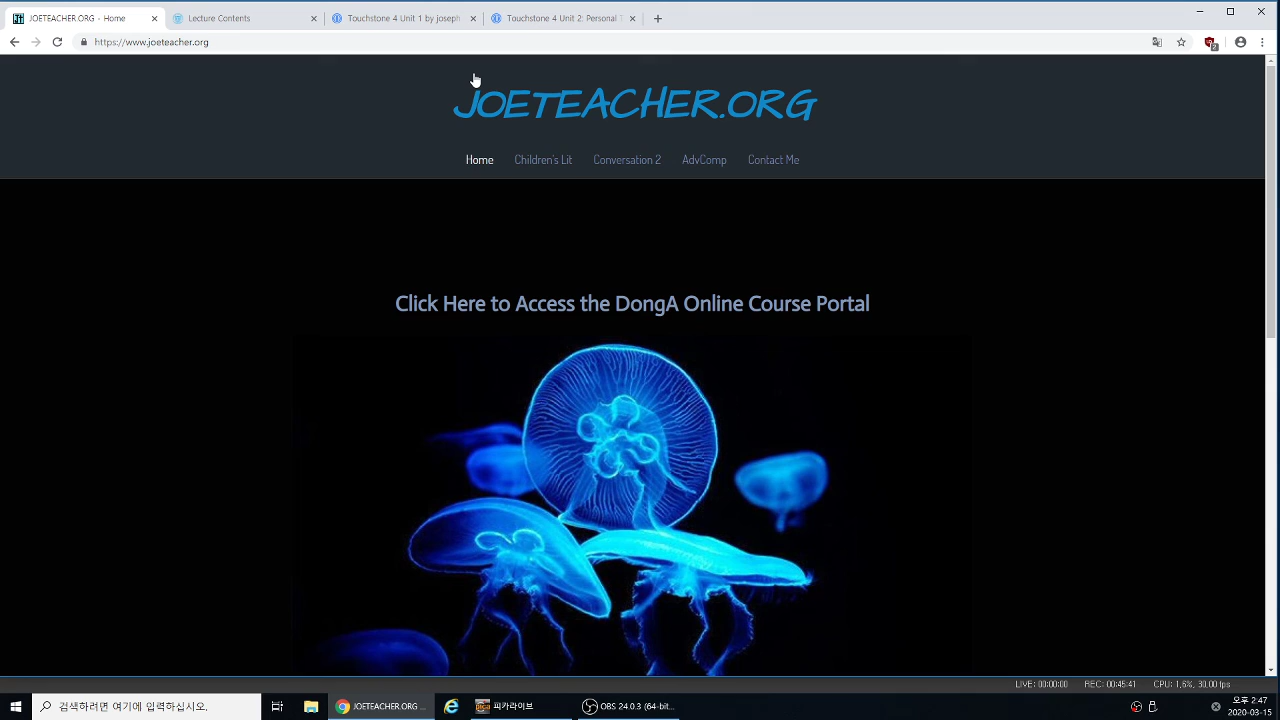 JOETEACHER.ORG - Home
Lecture Contents
Touchstone 4 Unit 1 by joseph
Touchstone 4 Unit 2: Personal T
https://www.joeteacher.org
2
JOETEACHER.ORG
Home Children's Lit Conversation 2 AdvComp Contact Me
Click Here to Access the DongA Online Course Portal
LIVE: 00:00:00 REC: 00:45:41 CPU: 1.6%, 30.00 fps
검색하려면 여기에 입력하십시오.
JOETEACHER.ORG ...
피카라이브
OBS 24.0.3 (64-bit...
오후 2:47
2020-03-15